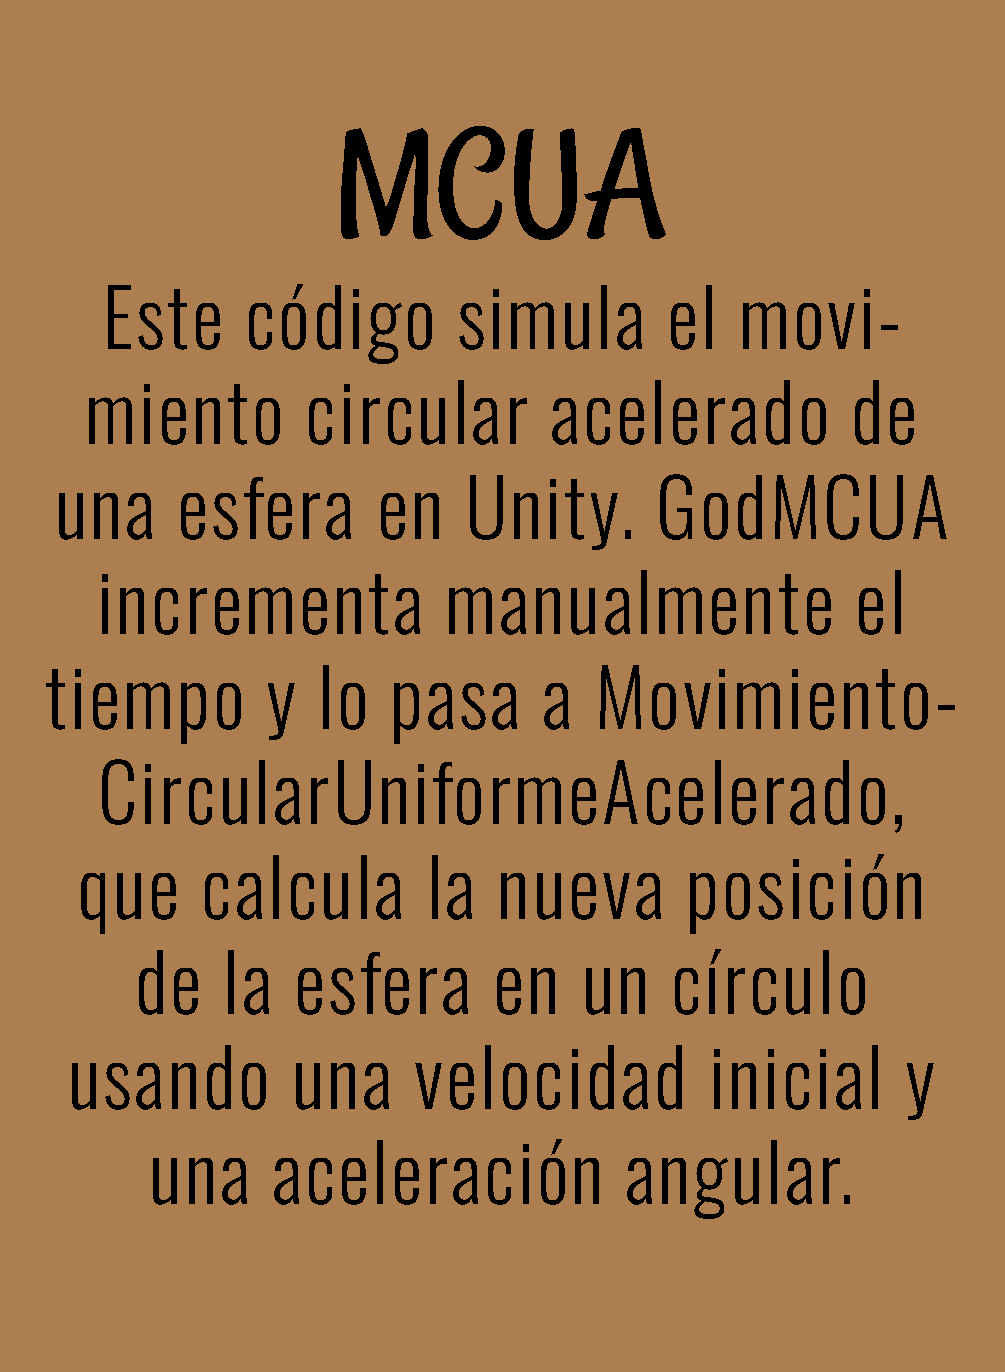 MCUA
Este código simula el movi-
miento circular acelerado de
una esfera en Unity. GodMCUA
incrementa manualmente el
tiempo y lo pasa a Movimiento-
CircularUniformeAcelerado,
que calcula la nueva posición
de la esfera en un círculo
usando una velocidad inicial y
una aceleración angular.